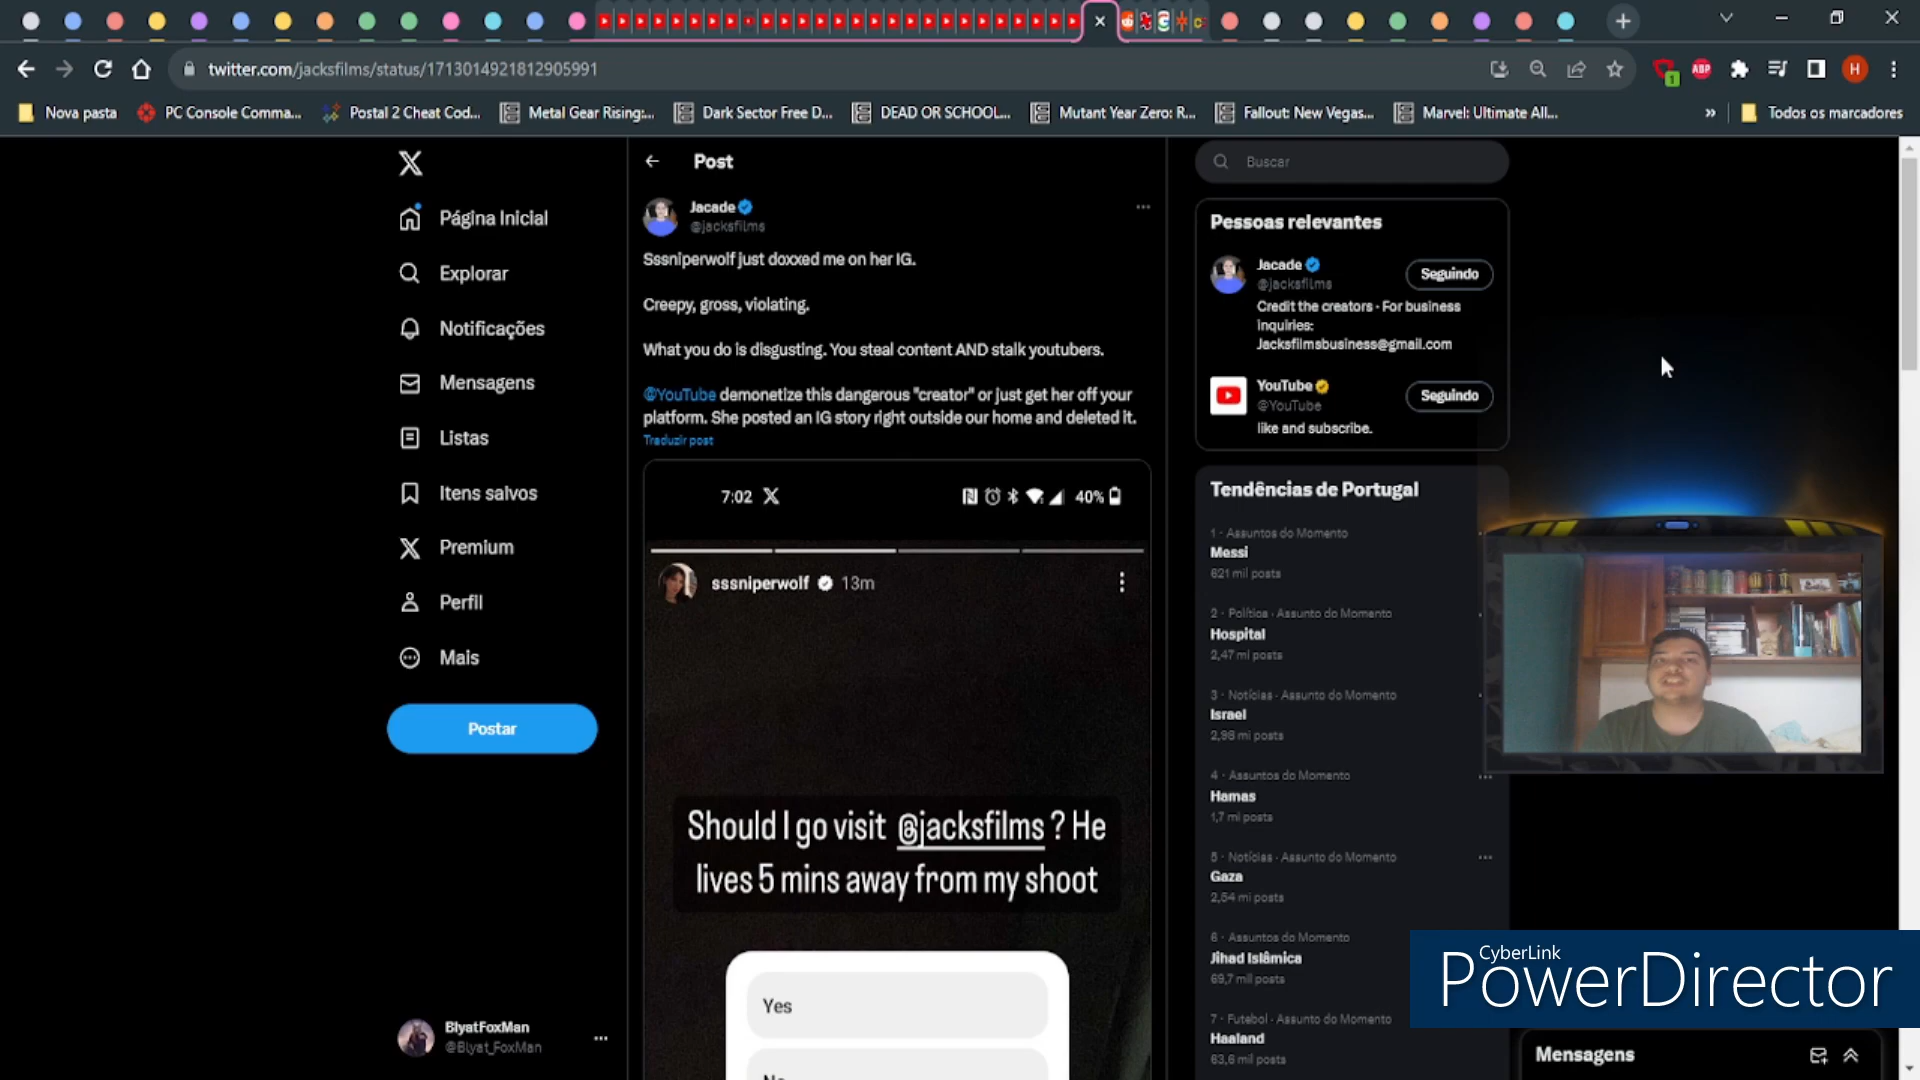 twitter.com/jacksfilms/status/1713014921812905991
1
ABP
H
Nova pasta
PC Console Comma...
Postal 2 Cheat Cod...
Metal Gear Rising:...
Dark Sector Free D...
DEAD OR SCHOOL...
Mutant Year Zero: R...
Fallout: New Vegas...
Marvel: Ultimate All...
»
Todos os marcadores
Página Inicial
Explorar
Notificações
Mensagens
Listas
Itens salvos
Premium
Perfil
Mais
Postar
BlyatFoxMan
@Blyat_FoxMan
Post
Jacade
@jacksfilms
Sssniperwolf just doxxed me on her IG.
Creepy, gross, violating.
What you do is disgusting. You steal content AND stalk youtubers.
@YouTube demonetize this dangerous "creator" or just get her off your
platform. She posted an IG story right outside our home and deleted it.
Traduzir post
7:02
40%
sssniperwolf 13m
Should I go visit @jacksfilms ? He
lives 5 mins away from my shoot
Yes
No
Buscar
Pessoas relevantes
Jacade
@jacksfilms
Seguindo
Credit the creators - For business
inquiries:
Jacksfilmsbusiness@gmail.com
YouTube
@YouTube
Seguindo
like and subscribe.
Tendências de Portugal
1 · Assuntos do Momento
Messi
621 mil posts
2 · Política · Assunto do Momento
Hospital
2,47 mi posts
3 · Notícias · Assunto do Momento
Israel
2,98 mi posts
4 · Assuntos do Momento
Hamas
1,7 mi posts
5 · Notícias · Assunto do Momento
Gaza
2,54 mi posts
6 · Assuntos do Momento
Jihad Islâmica
69,7 mil posts
7 · Futebol · Assunto do Momento
Haaland
63,6 mil posts
CyberLink
PowerDirector
Mensagens